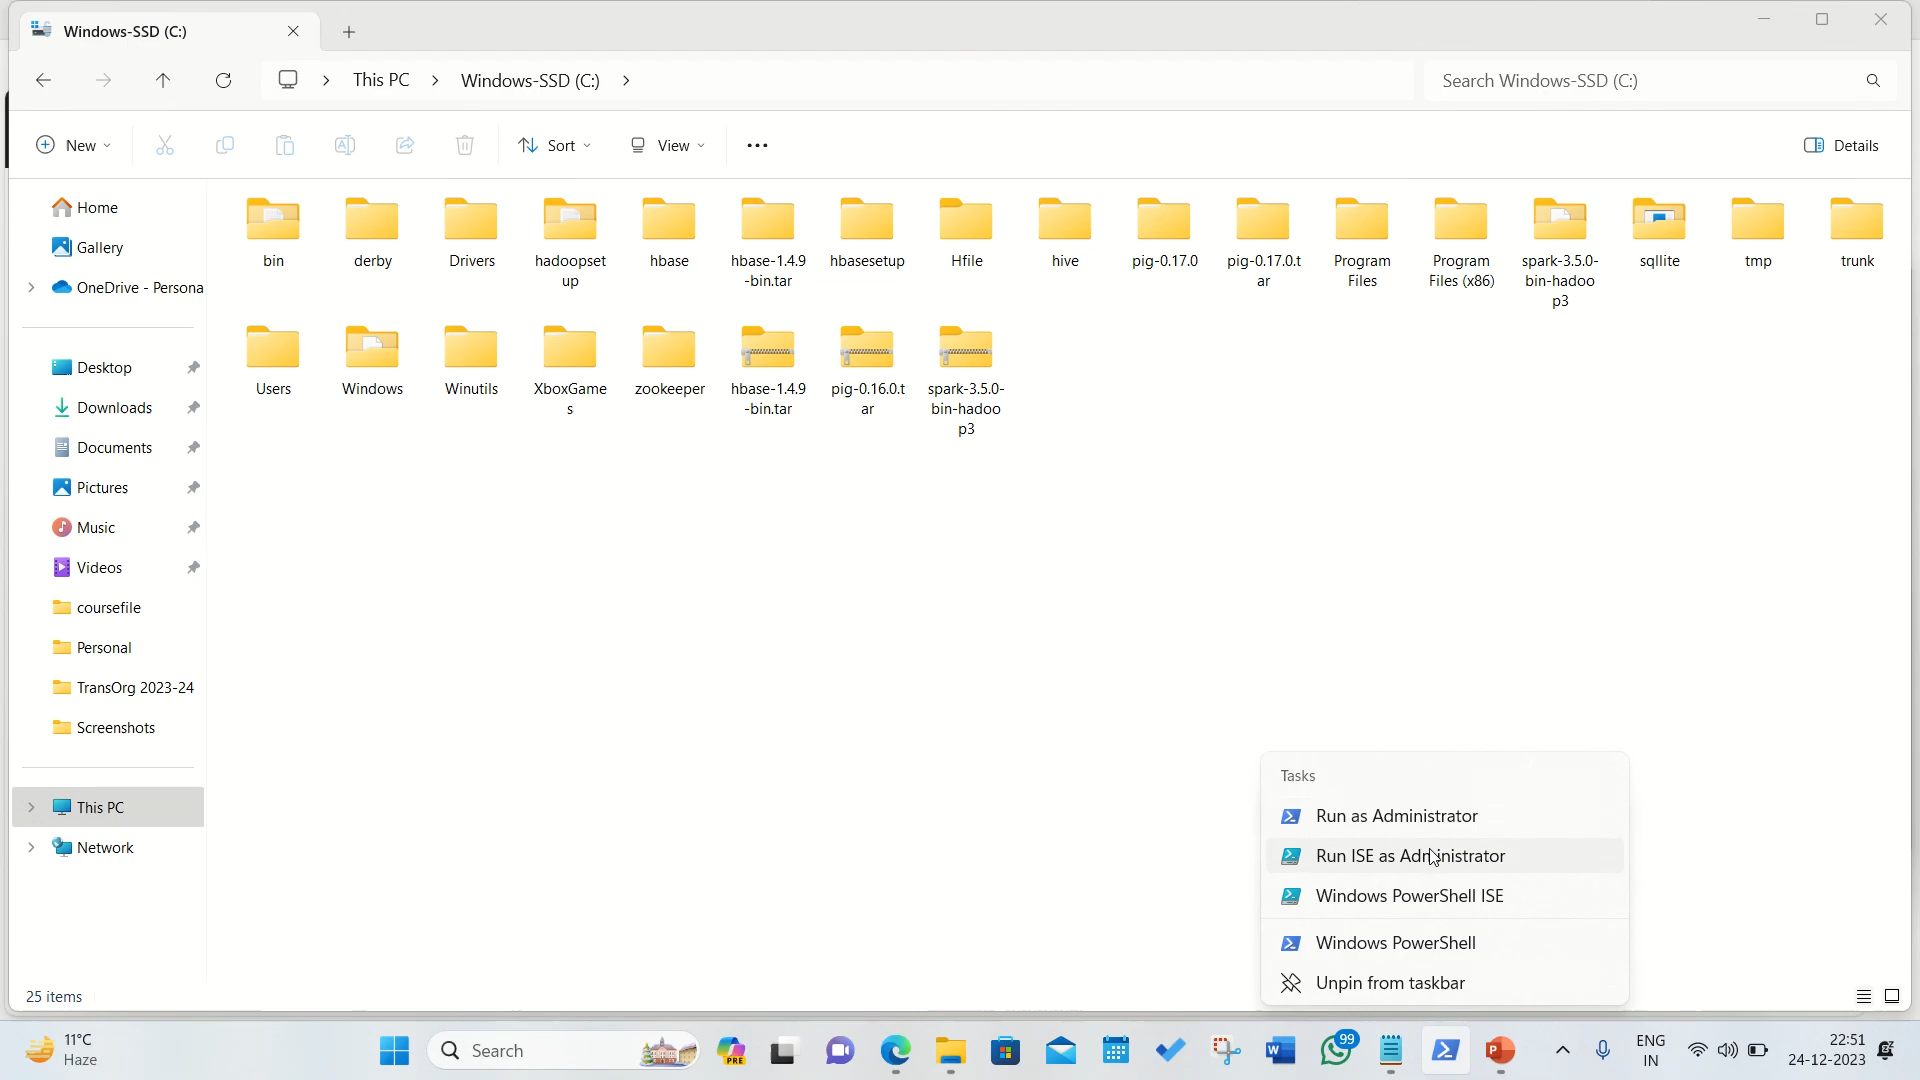 Windows-SSD (C:)
This PC
Windows-SSD (C:)
Search Windows-SSD (C:)
New
Sort
View
Details
Home
Gallery
OneDrive - Persona
Desktop
Downloads
Documents
Pictures
Music
Videos
coursefile
Personal
TransOrg 2023-24
Screenshots
This PC
Network
bin
derby
Drivers
hadoopset
up
hbase
hbase-1.4.9
-bin.tar
hbasesetup
Hfile
hive
pig-0.17.0
pig-0.17.0.t
ar
Program
Files
Program
Files (x86)
spark-3.5.0-
bin-hadoo
p3
sqllite
tmp
trunk
Users
Windows
Winutils
XboxGame
s
zookeeper
hbase-1.4.9
-bin.tar
pig-0.16.0.t
ar
spark-3.5.0-
bin-hadoo
p3
Tasks
Run as Administrator
Run ISE as Administrator
Windows PowerShell ISE
Windows PowerShell
Unpin from taskbar
25 items
11°C
Haze
Search
PRE
99
ENG
IN
22:51
24-12-2023